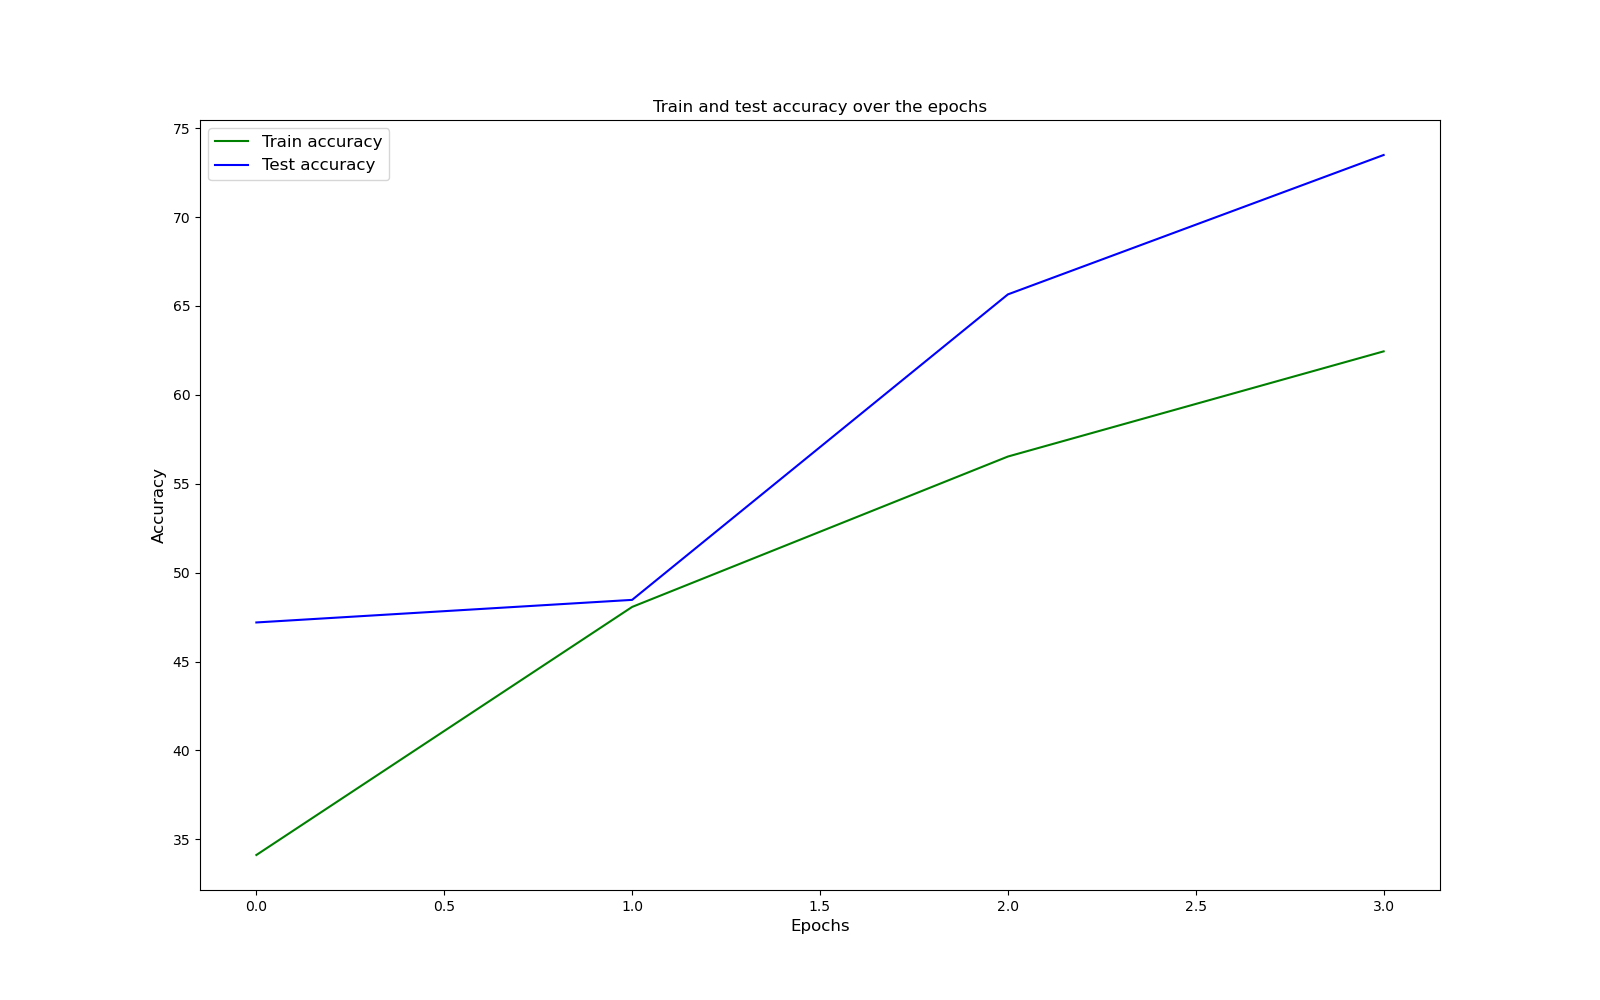 Train and test accuracy over the epochs
Train accuracy
Test accuracy
75
70
65
60
55
50
45
40
35
Accuracy
0.0 0.5 1.0 1.5 2.0 2.5 3.0
Epochs